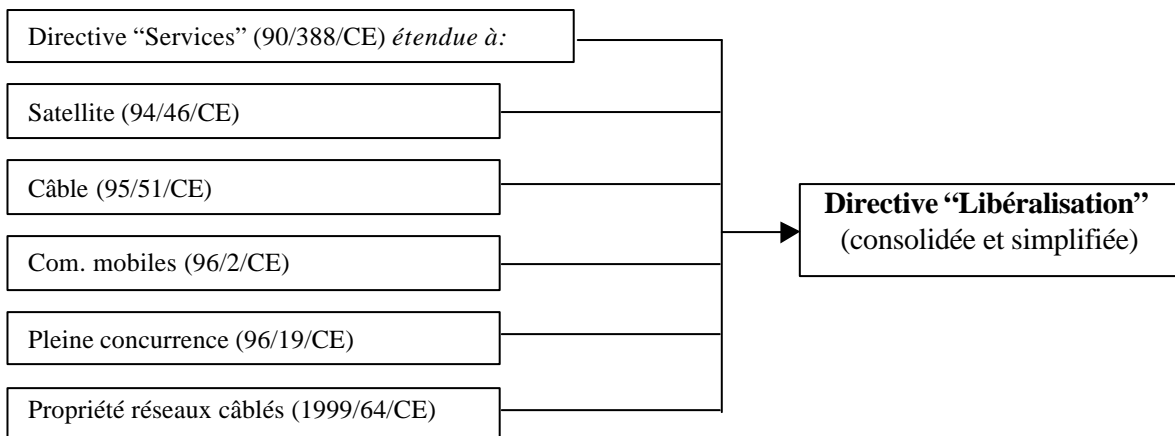 Directive “Services” (90/388/CE) étendue à:
Satellite (94/46/CE)
Câble (95/51/CE)
Com. mobiles (96/2/CE)
Pleine concurrence (96/19/CE)
Propriété réseaux câblés (1999/64/CE)
Directive “Libéralisation”
(consolidée et simplifiée)